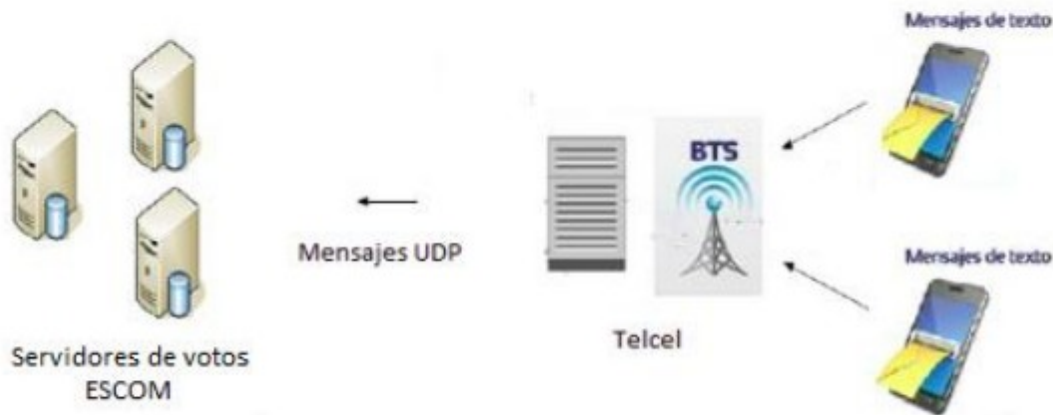 Mensajes de texto
BTS
Mensajes UDP
Mensajes de texto
Telcel
Servidores de votos
ESCOM